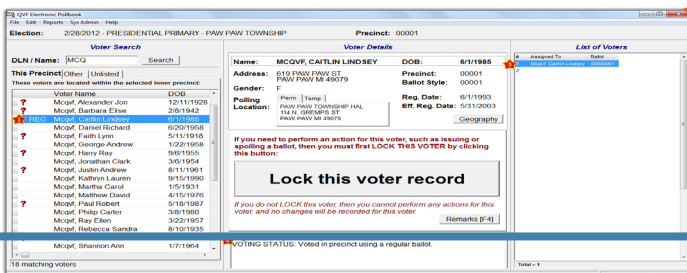 QVF Electronic Pollbook
File Edit Reports Sys Admin Help
Election: 2/28/2012 - PRESIDENTIAL PRIMARY - PAW PAW TOWNSHIP Precinct: 00001
Voter Search
DLN / Name: MCQ Search
This Precinct Other Unlisted
These voters are located within the selected inner precinct:
Voter Name DOB
? Mcqvf, Alexander Jon 12/11/1928
? Mcqvf, Barbara Elise 2/8/1942
REG Mcqvf, Caitlin Lindsey 6/1/1985
Mcqvf, Daniel Richard 6/20/1958
? Mcqvf, Faith Lynn 5/11/1918
Mcqvf, George Andrew 1/22/1958
? Mcqvf, Harry Ray 9/6/1955
Mcqvf, Jonathan Clark 3/6/1954
? Mcqvf, Justin Andrew 8/11/1961
Mcqvf, Kathryn Lauren 9/15/1990
Mcqvf, Martha Carol 1/5/1931
Mcqvf, Matthew David 4/15/1976
? Mcqvf, Paul Robert 5/18/1987
Mcqvf, Philip Carter 3/8/1980
Mcqvf, Ray Ellen 3/22/1957
Mcqvf, Rebecca Sandra 8/10/1935
? Mcqvf, Shannon Ann 1/7/1964
18 matching voters
Voter Details
Name: MCQVF, CAITLIN LINDSEY DOB: 6/1/1985
Address: 619 PAW PAW ST Precinct: 00001
PAW PAW MI 49079 Ballot Style: 00001
Gender: F
Polling Location: Perm Temp Reg. Date: 6/1/1993
PAW PAW TOWNSHIP HAL Eff. Reg. Date: 5/31/2003
114 N. GREMPS ST
PAW PAW MI 49079 Geography
If you need to perform an action for this voter, such as issuing or
spoiling a ballot, then you must first LOCK THIS VOTER by clicking
this button:
Lock this voter record
If you do not LOCK this voter, then you cannot perform any actions for this
voter, and no changes will be recorded for this voter.
Remarks [F4]
VOTING STATUS: Voted in precinct using a regular ballot.
List of Voters
# Assigned To Ballot
Mcqvf, Caitlin Lindsey 00000001
2
Total = 1